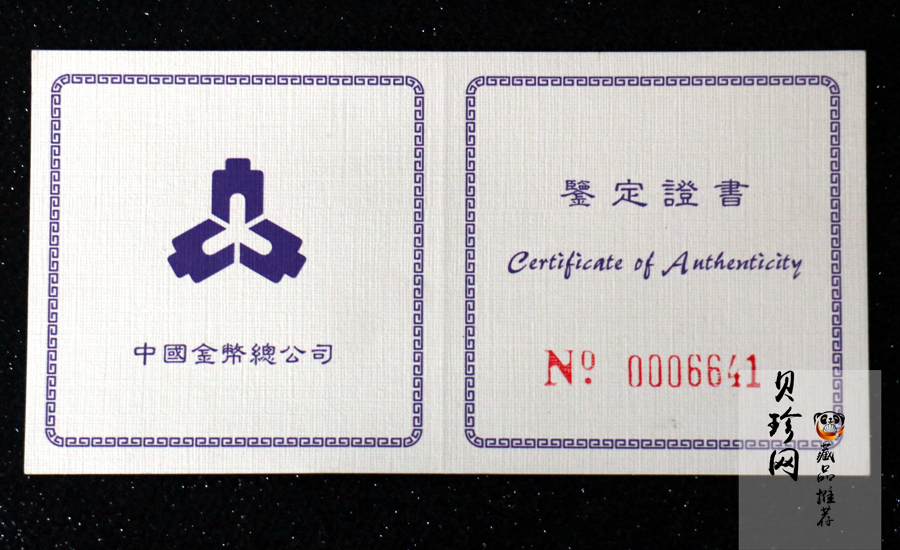 中國金幣總公司
鑒定證書
Certificate of Authenticity
Nº 0006641
贝珍网
藏品推荐